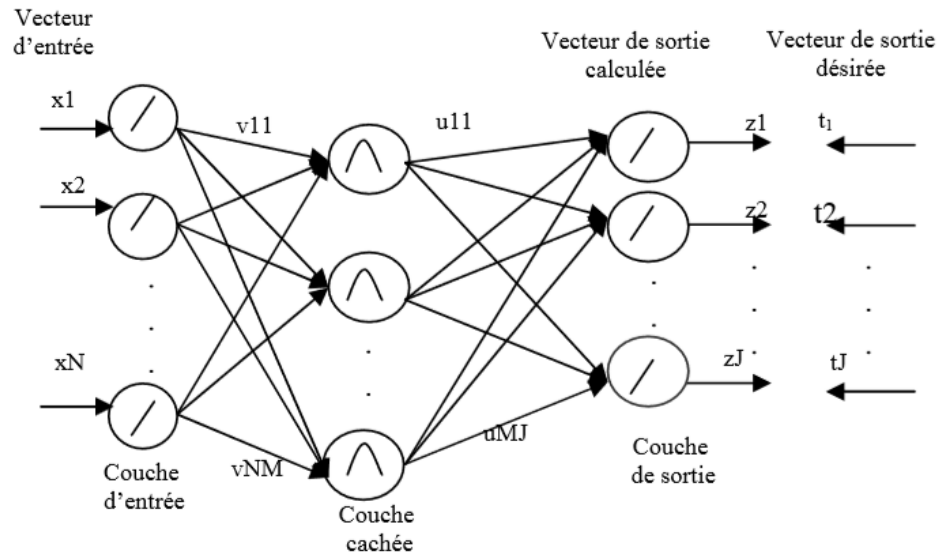 Vecteur
d'entrée
Vecteur de sortie
calculée
Vecteur de sortie
désirée
x1
v11
u11
z1
t1
x2
z2
t2
xN
zJ
tJ
vNM
uMJ
Couche
d'entrée
Couche
cachée
Couche
de sortie